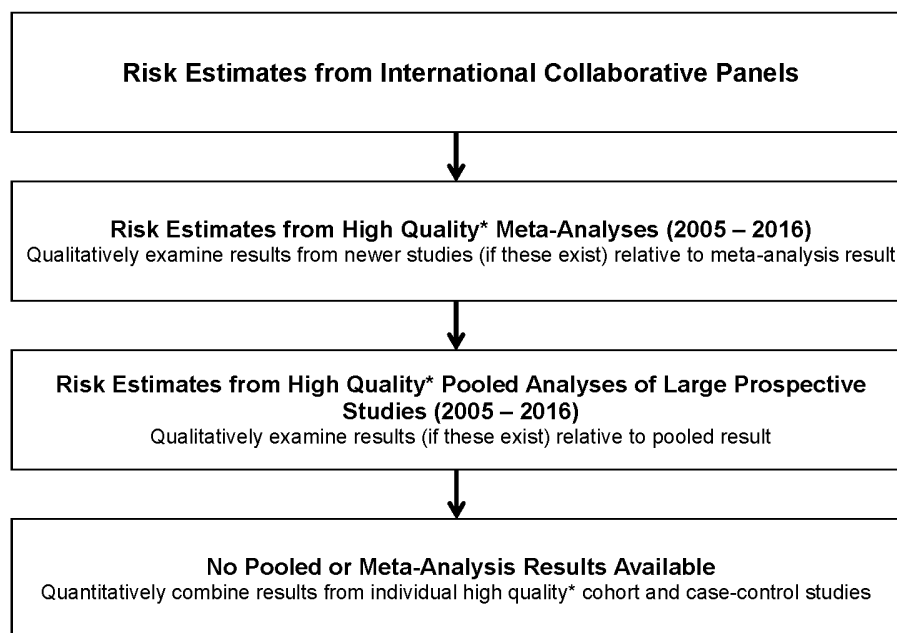 Risk Estimates from International Collaborative Panels
Risk Estimates from High Quality* Meta-Analyses (2005 – 2016)
Qualitatively examine results from newer studies (if these exist) relative to meta-analysis result
Risk Estimates from High Quality* Pooled Analyses of Large Prospective
Studies (2005 – 2016)
Qualitatively examine results (if these exist) relative to pooled result
No Pooled or Meta-Analysis Results Available
Quantitatively combine results from individual high quality* cohort and case-control studies